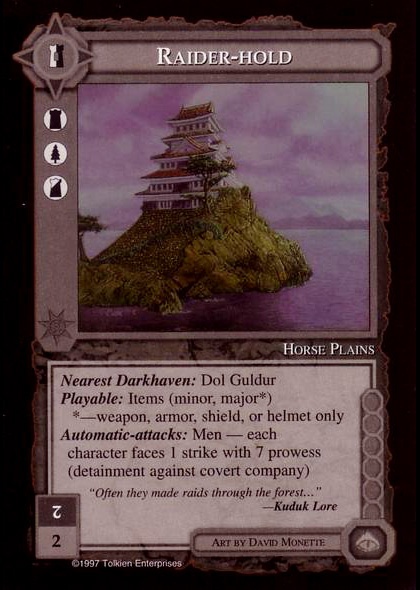 RAIDER-HOLD
HORSE PLAINS
Nearest Darkhaven: Dol Guldur
Playable: Items (minor, major*)
*—weapon, armor, shield, or helmet only
Automatic-attacks: Men — each
character faces 1 strike with 7 prowess
(detainment against covert company)
"Often they made raids through the forest..."
—Kuduk Lore
2
2
ART BY DAVID MONETTE
©1997 Tolkien Enterprises